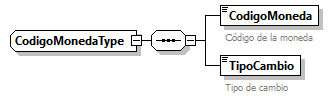 CodigoMoneda
Código de la moneda
CodigoMonedaType
TipoCambio
Tipo de cambio